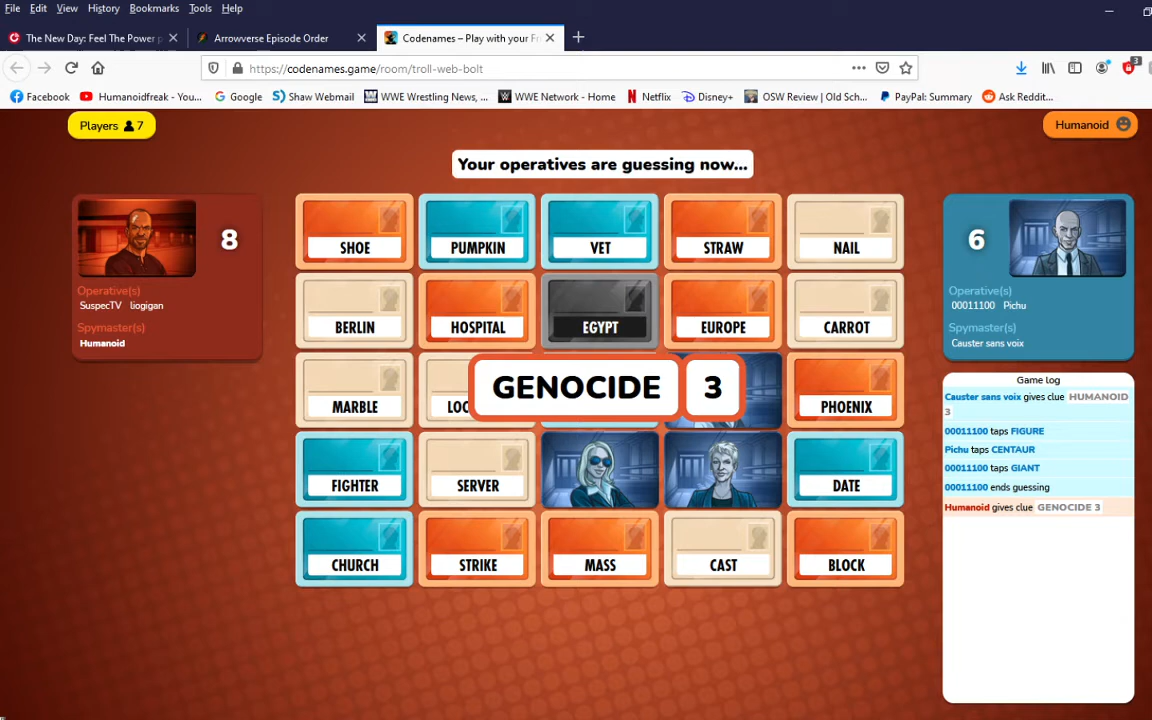 File Edit View History Bookmarks Tools Help
The New Day: Feel The Power p
Arrowverse Episode Order
Codenames – Play with your Fr
https://codenames.game/room/troll-web-bolt
3
Facebook
Humanoidfreak - You...
Google
Shaw Webmail
WWE Wrestling News, ...
WWE Network - Home
Netflix
Disney+
OSW Review | Old Sch...
PayPal: Summary
Ask Reddit...
Players 7
Humanoid
Your operatives are guessing now...
8
Operative(s)
SuspecTV liogigan
Spymaster(s)
Humanoid
SHOE
PUMPKIN
VET
STRAW
NAIL
BERLIN
HOSPITAL
EGYPT
EUROPE
CARROT
MARBLE
LOC
GENOCIDE 3
PHOENIX
FIGHTER
SERVER
DATE
CHURCH
STRIKE
MASS
CAST
BLOCK
6
Operative(s)
00011100 Pichu
Spymaster(s)
Causter sans voix
Game log
Causter sans voix gives clue HUMANOID
3
00011100 taps FIGURE
Pichu taps CENTAUR
00011100 taps GIANT
00011100 ends guessing
Humanoid gives clue GENOCIDE 3